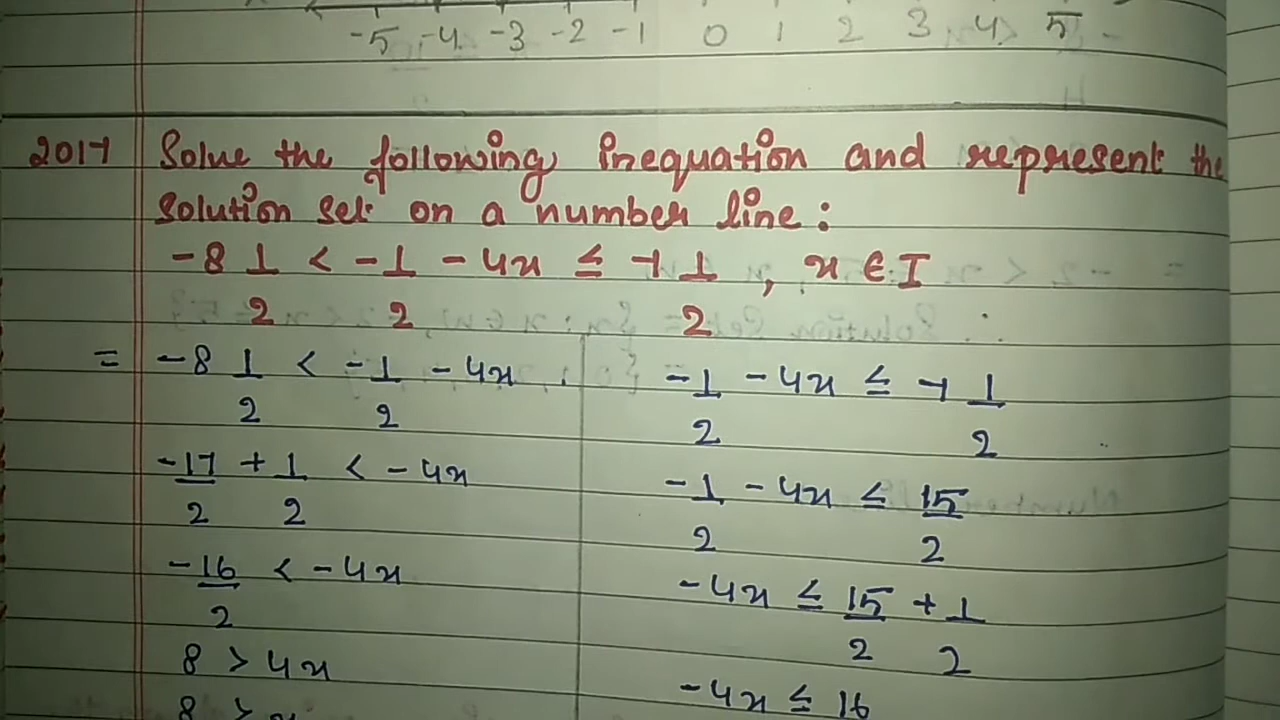 -5 -4 -3 -2 -1 0 1 2 3 4 5
2017 Solve the following inequation and represent the
solution set on a number line :
-8 1/2 < -1/2 - 4x ≤ 7 1/2 , x ∈ I
= -8 1/2 < -1/2 - 4x
-17/2 + 1/2 < -4x
-16/2 < -4x
8 > 4x
8 > x
-1/2 - 4x ≤ 7 1/2
-1/2 - 4x ≤ 15/2
-4x ≤ 15/2 + 1/2
-4x ≤ 16